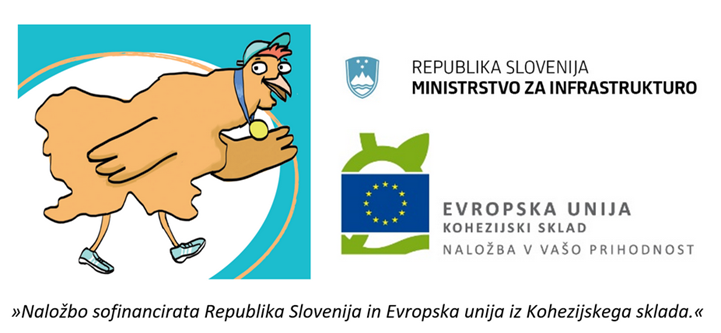 REPUBLIKA SLOVENIJA
MINISTRSTVO ZA INFRASTRUKTURO
EVROPSKA UNIJA
KOHEZIJSKI SKLAD
NALOŽBA V VAŠO PRIHODNOST
»Naložbo sofinancirata Republika Slovenija in Evropska unija iz Kohezijskega sklada.«